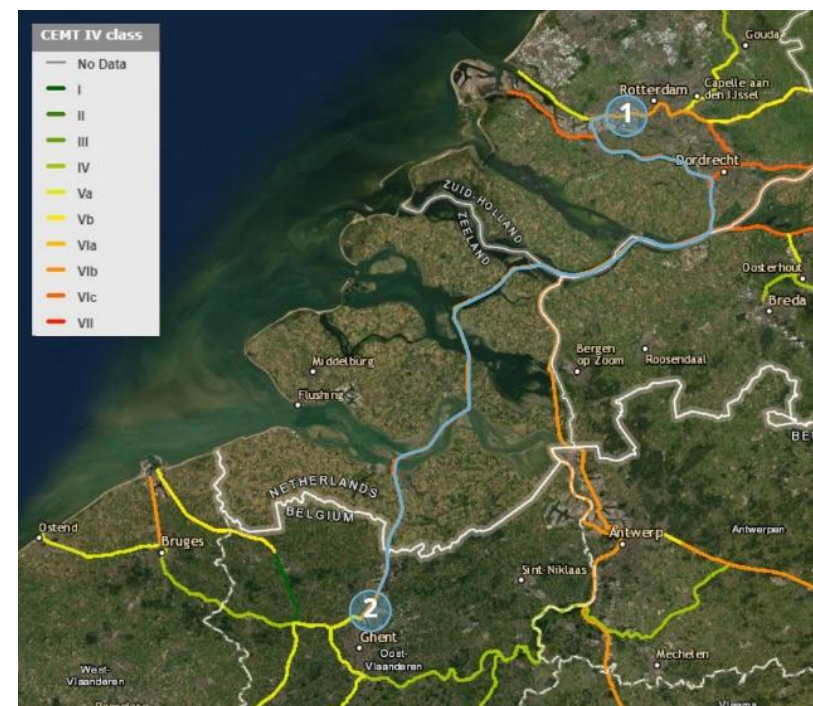 CEMT IV class
No Data
I
II
III
IV
Va
Vb
VIa
VIb
VIc
VII
Gouda
Rotterdam
Capelle aan
den IJssel
1
Dordrecht
ZUID-HOLLAND
ZEELAND
Oosterhout
Breda
Middelburg
Bergen
op Zoom
Roosendaal
Flushing
BE
NETHERLANDS
BELGIUM
Ostend
Bruges
Antwerp
Antwerpen
Sint-Niklaas
2
Ghent
Oost-
Vlaanderen
Mechelen
West-
Vlaanderen